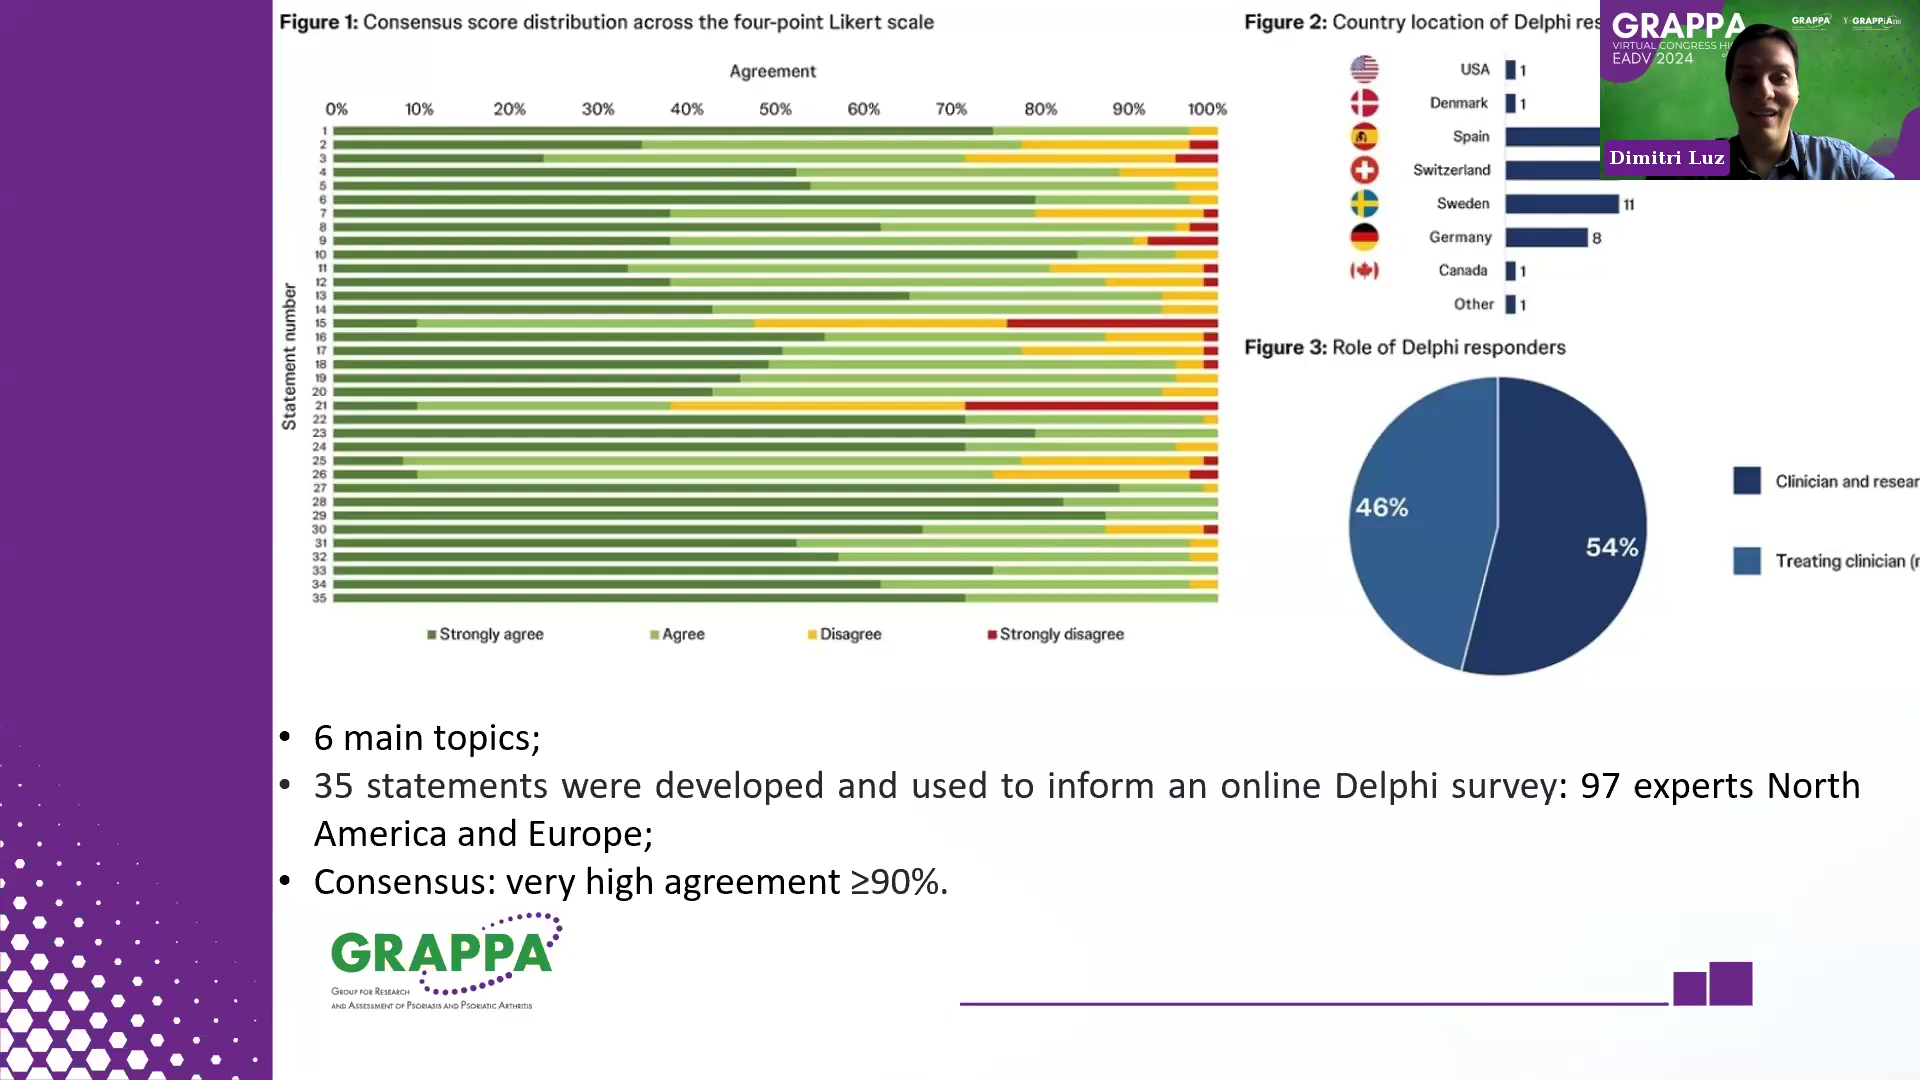 Figure 1: Consensus score distribution across the four-point Likert scale
Agreement
0% 10% 20% 30% 40% 50% 60% 70% 80% 90% 100%
Statement number
1
2
3
4
5
6
7
8
9
10
11
12
13
14
15
16
17
18
19
20
21
22
23
24
25
26
27
28
29
30
31
32
33
34
35
Strongly agree Agree Disagree Strongly disagree
Figure 2: Country location of Delphi res
USA 1
Denmark 1
Spain
Switzerland
Sweden 11
Germany 8
Canada 1
Other 1
Figure 3: Role of Delphi responders
46%
54%
Clinician and resear
Treating clinician (r
GRAPPA
VIRTUAL CONGRESS HI
EADV 2024
GRAPPA
Y-GRAPPAns
Dimitri Luz
• 6 main topics;
• 35 statements were developed and used to inform an online Delphi survey: 97 experts North
America and Europe;
• Consensus: very high agreement ≥90%.
GRAPPA
GROUP FOR RESEARCH
AND ASSESSMENT OF PSORIASIS AND PSORIATIC ARTHRITIS